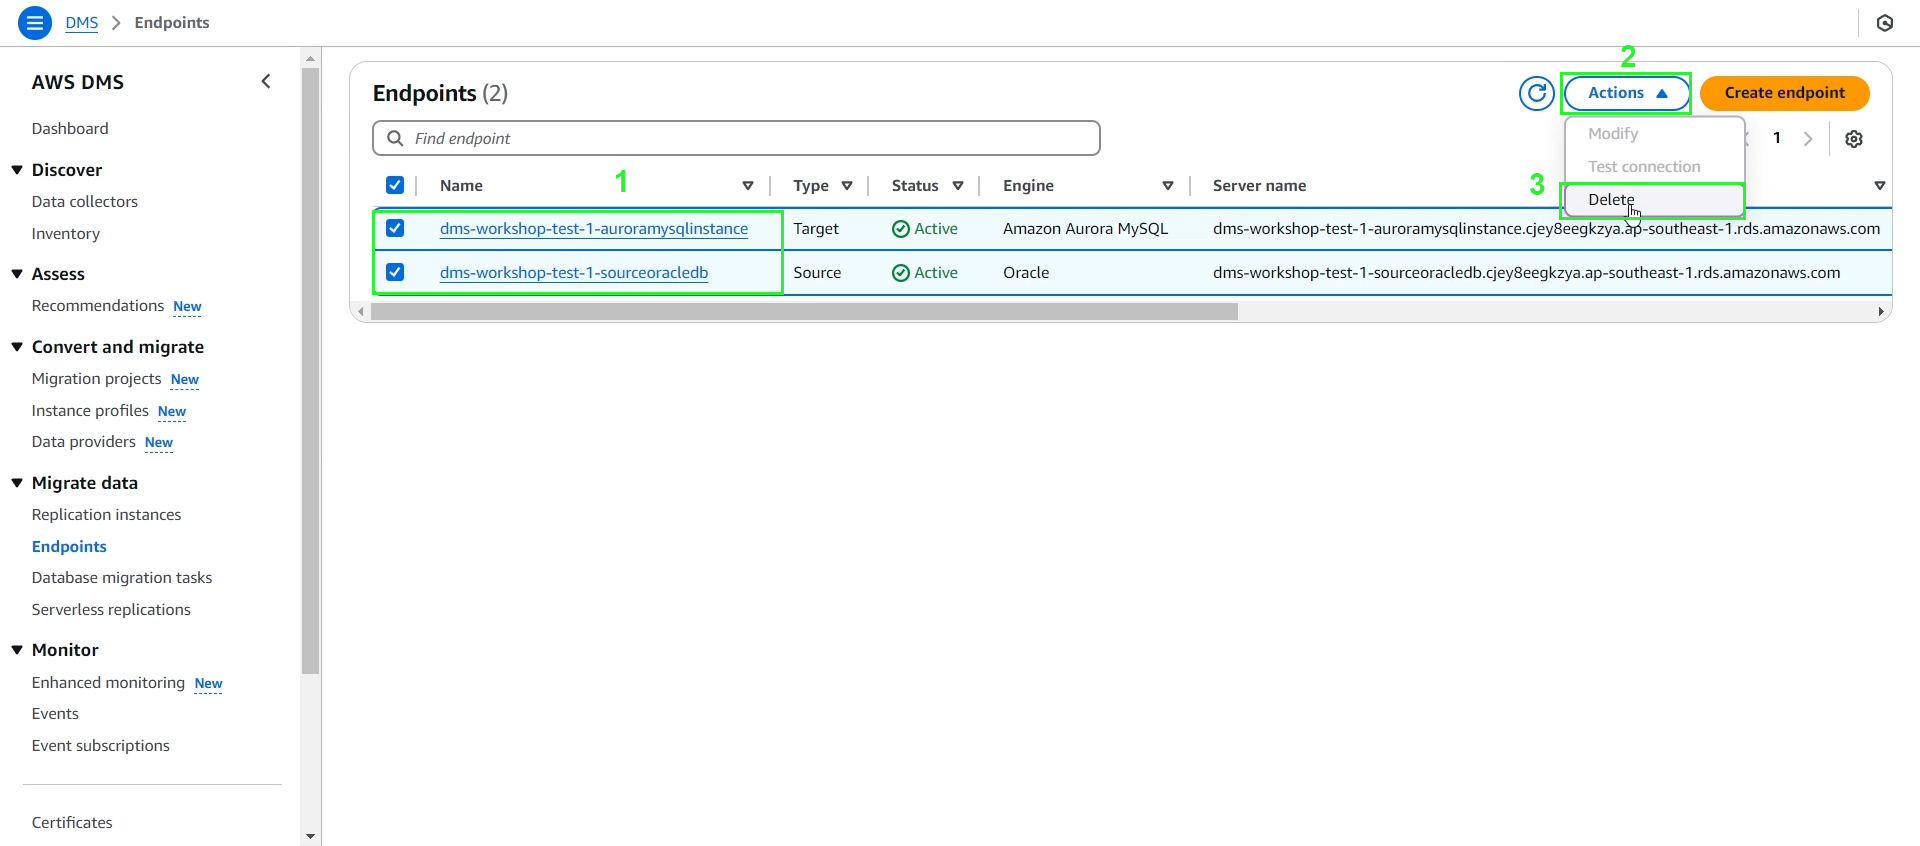 DMS > Endpoints
AWS DMS
Dashboard
Discover
Data collectors
Inventory
Assess
Recommendations New
Convert and migrate
Migration projects New
Instance profiles New
Data providers New
Migrate data
Replication instances
Endpoints
Database migration tasks
Serverless replications
Monitor
Enhanced monitoring New
Events
Event subscriptions
Certificates
2
Endpoints (2)
Actions
Create endpoint
Find endpoint
Modify
1
Test connection
1
3
Delete
Name
Type
Status
Engine
Server name
dms-workshop-test-1-auroramysqlinstance Target Active Amazon Aurora MySQL dms-workshop-test-1-auroramysqlinstance.cjey8eegkzya.ap-southeast-1.rds.amazonaws.com
dms-workshop-test-1-sourceoracledb Source Active Oracle dms-workshop-test-1-sourceoracledb.cjey8eegkzya.ap-southeast-1.rds.amazonaws.com